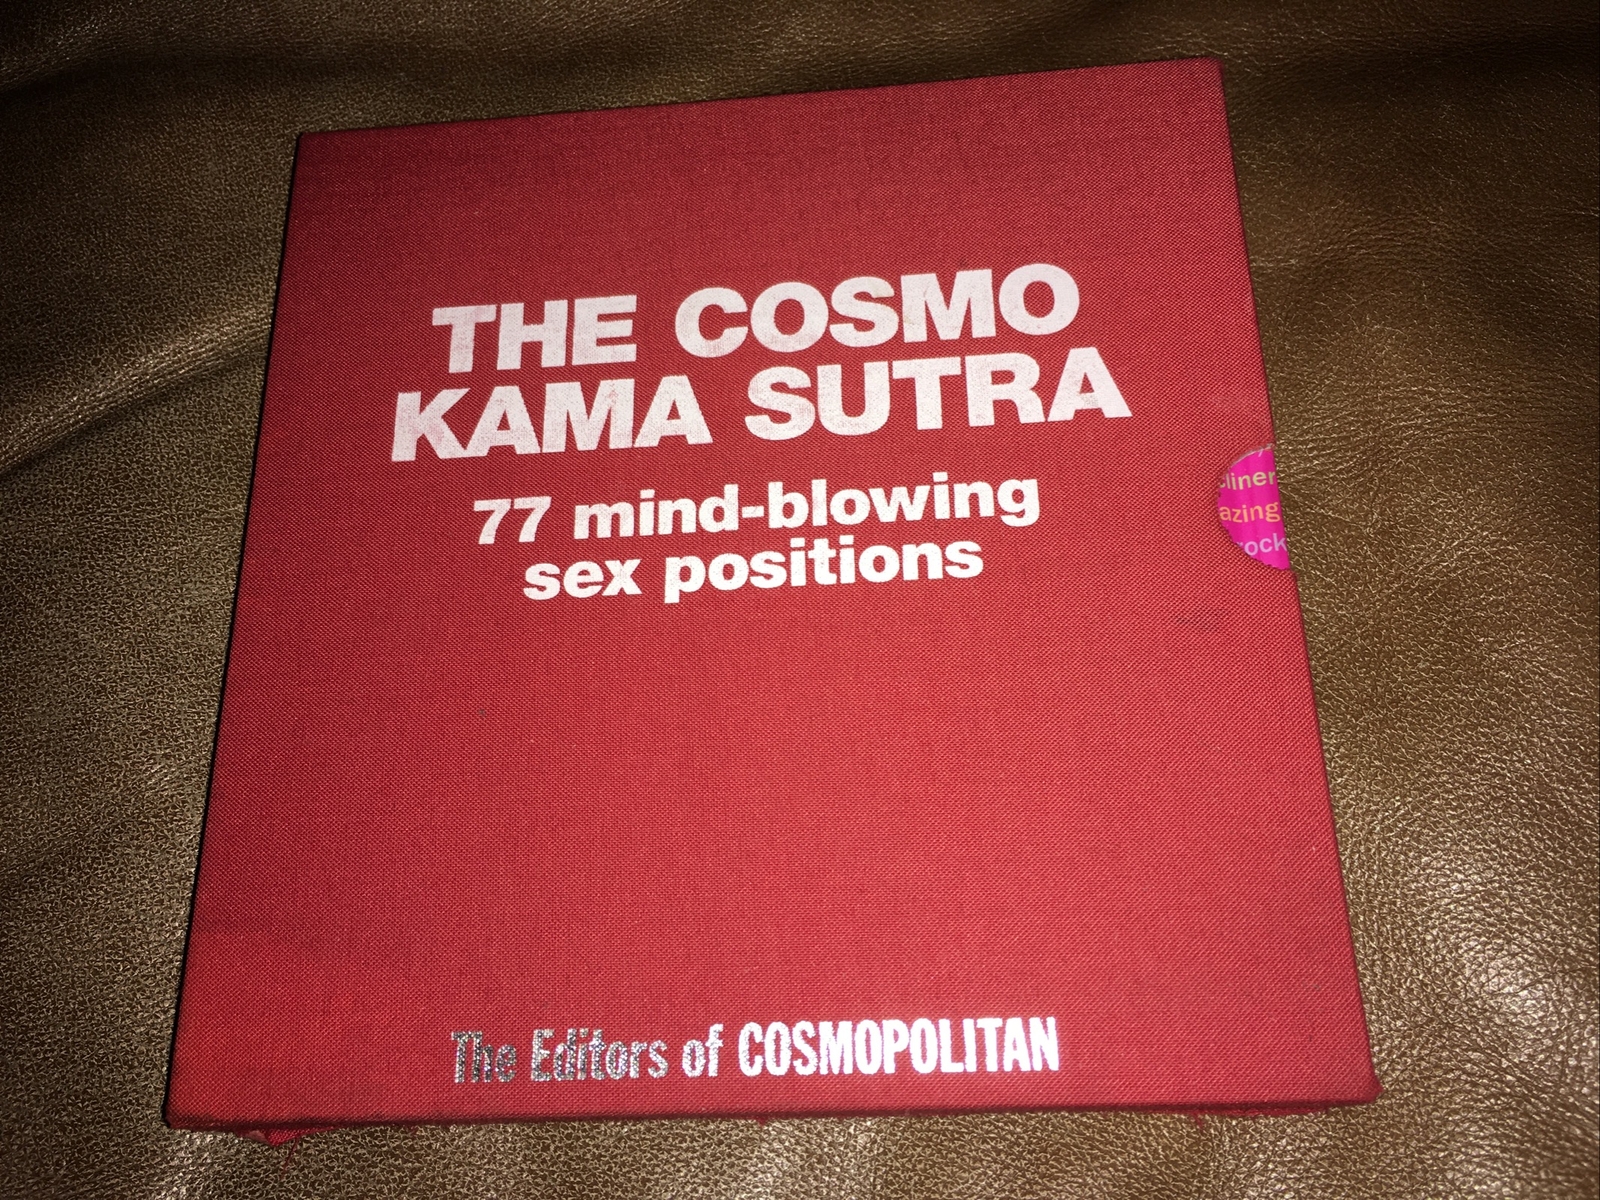 THE COSMO
KAMA SUTRA
77 mind-blowing
sex positions
The Editors of COSMOPOLITAN